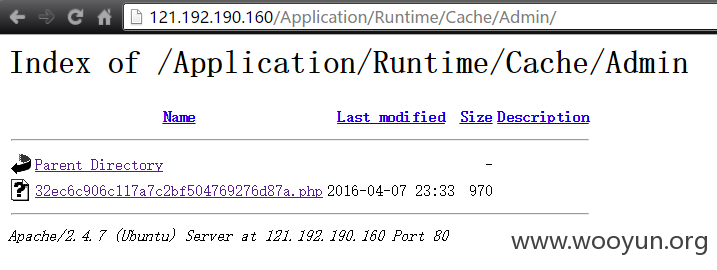 121.192.190.160/Application/Runtime/Cache/Admin/
Index of /Application/Runtime/Cache/Admin
Name Last modified Size Description
Parent Directory -
32ec6c906c117a7c2bf504769276d87a.php 2016-04-07 23:33 970
Apache/2.4.7 (Ubuntu) Server at 121.192.190.160 Port 80
www.wooyun.org